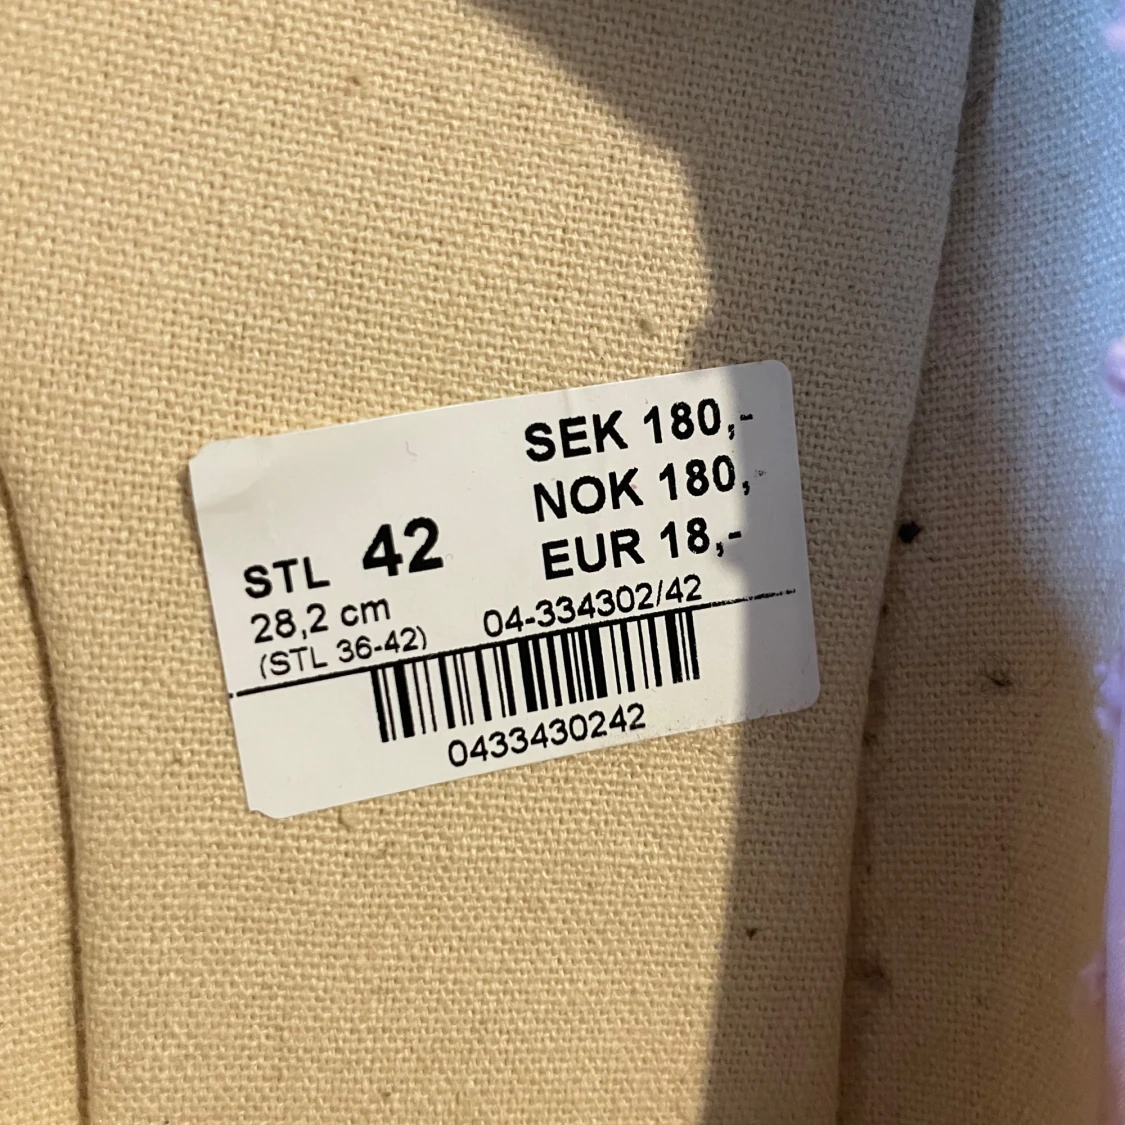 SEK 180,-
NOK 180,-
EUR 18,-
STL 42
28,2 cm
(STL 36-42)
04-334302/42
0433430242